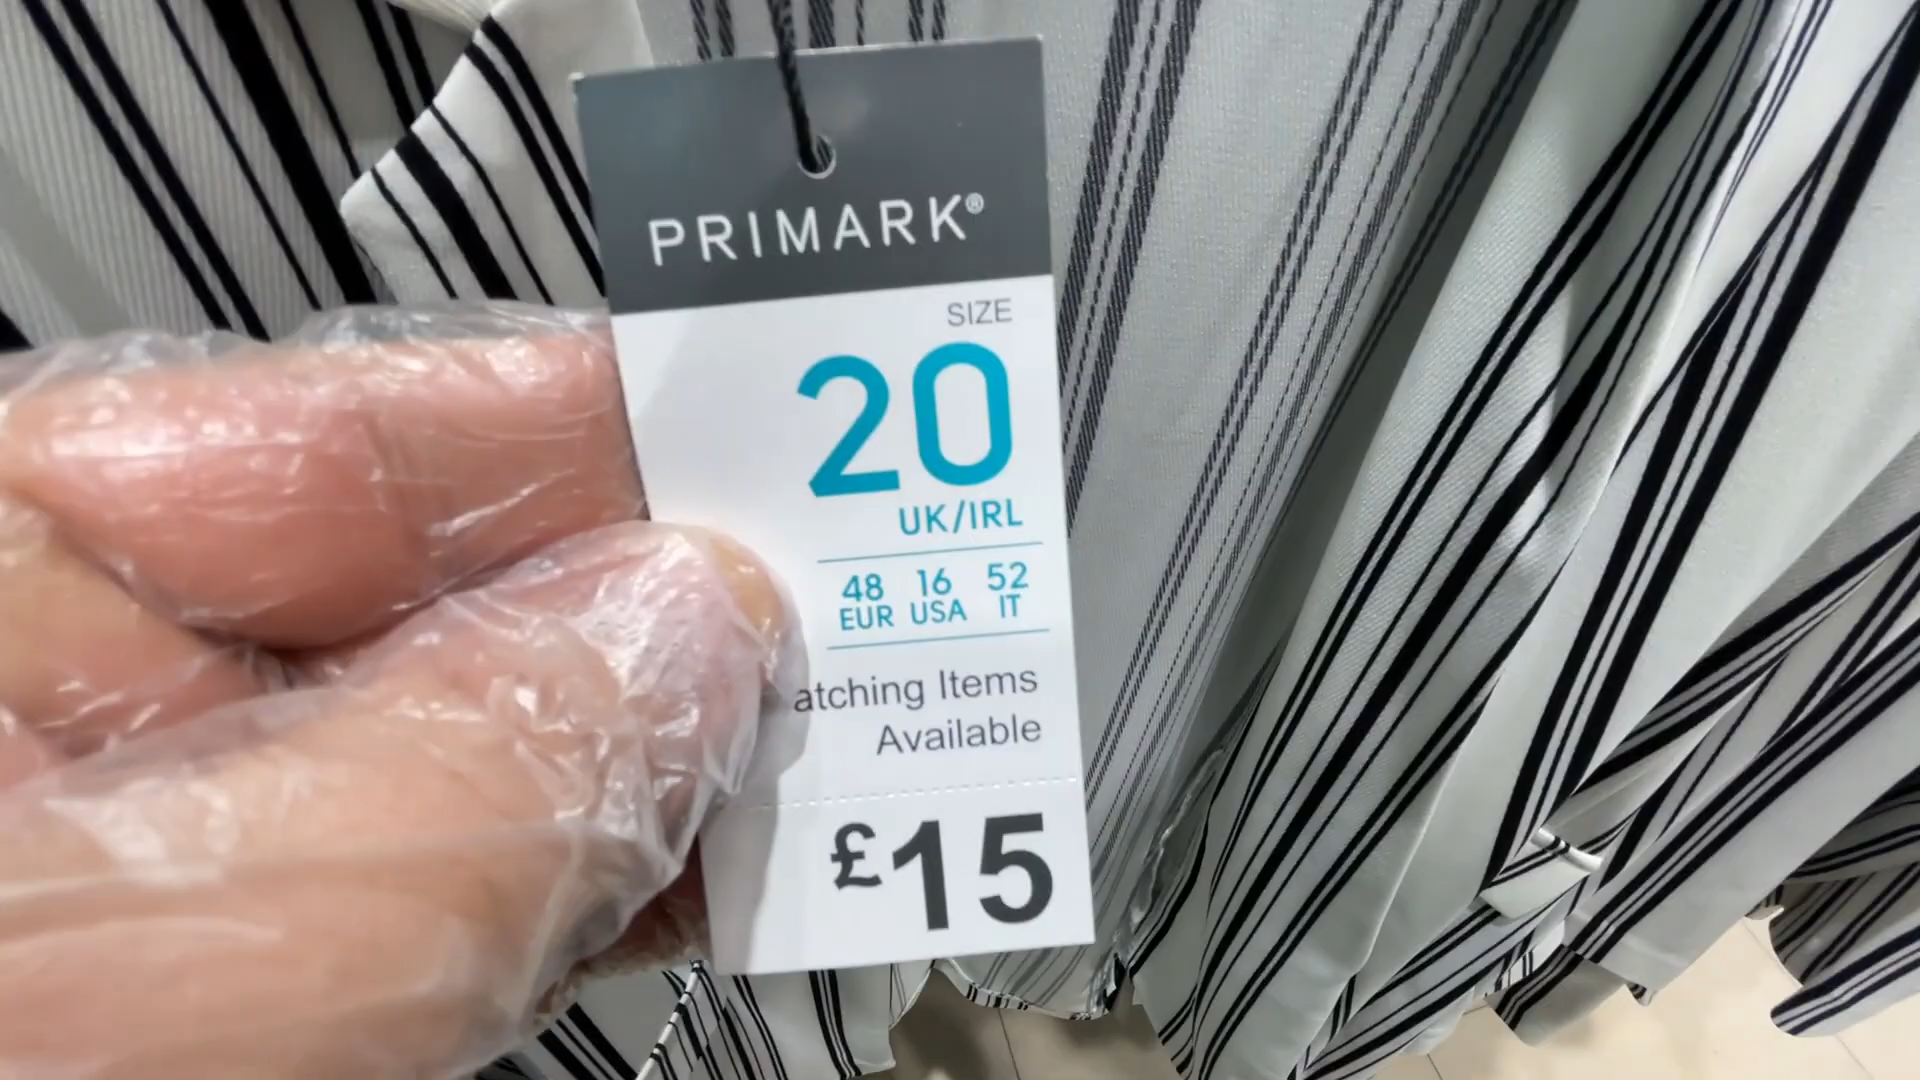 PRIMARK®
SIZE
20
UK/IRL
48 16 52
EUR USA IT
atching Items
Available
£15